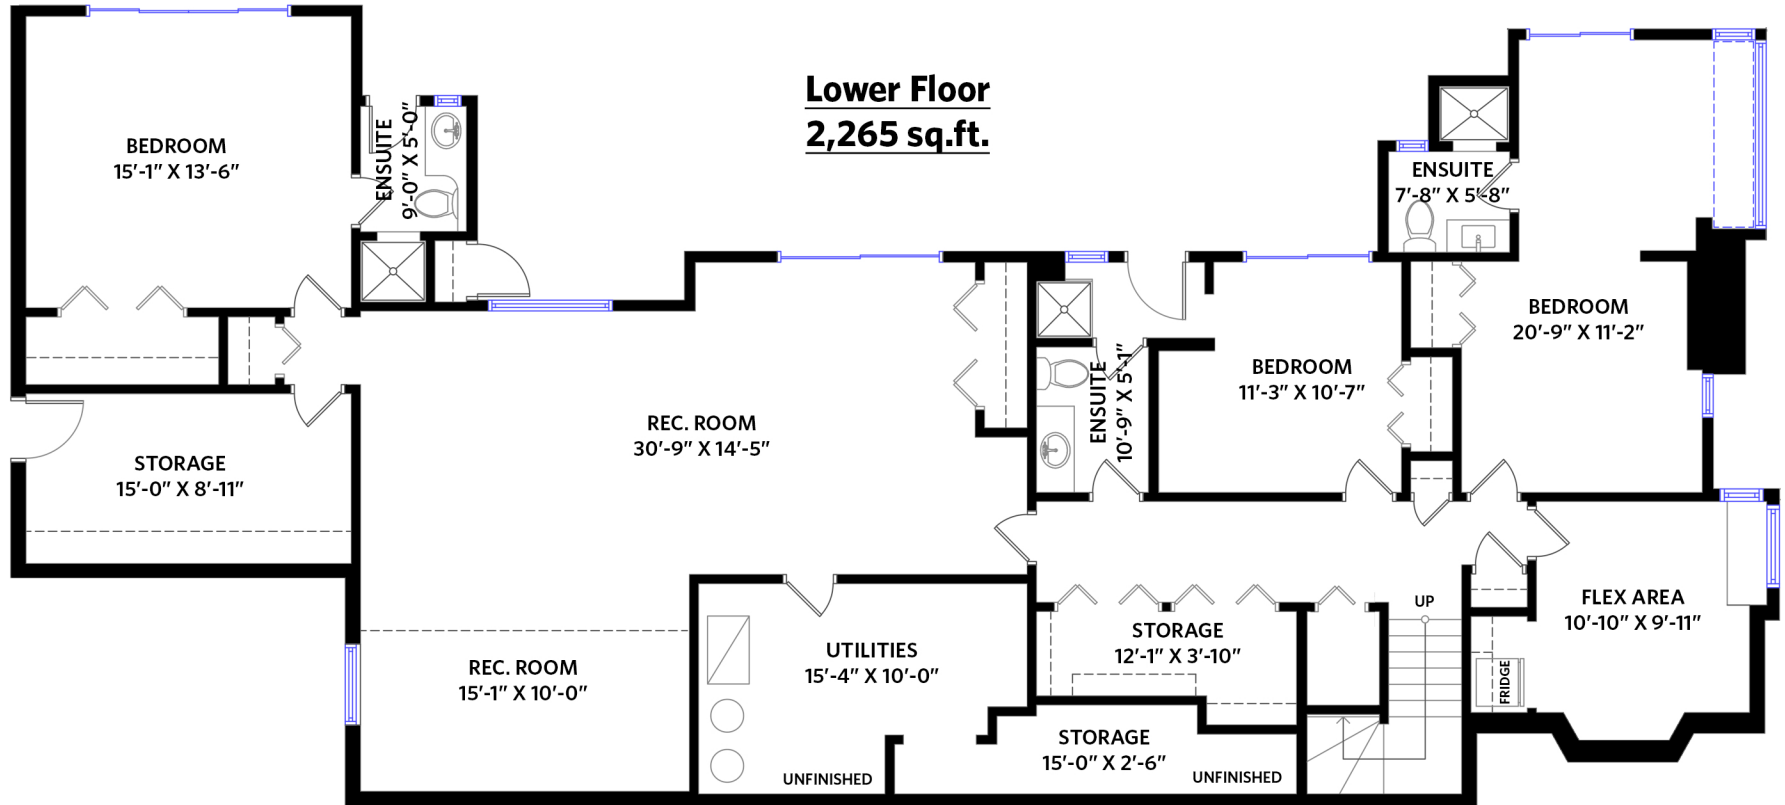 Lower Floor
2,265 sq.ft.
BEDROOM
15′-1″ X 13′-6″
ENSUITE
9′-0″ X 5′-0″
ENSUITE
7′-8″ X 5′-8″
BEDROOM
20′-9″ X 11′-2″
BEDROOM
11′-3″ X 10′-7″
ENSUITE
10′-9″ X 5′-1″
REC. ROOM
30′-9″ X 14′-5″
STORAGE
15′-0″ X 8′-11″
UP
FLEX AREA
10′-10″ X 9′-11″
STORAGE
12′-1″ X 3′-10″
UTILITIES
15′-4″ X 10′-0″
REC. ROOM
15′-1″ X 10′-0″
FRIDGE
STORAGE
15′-0″ X 2′-6″
UNFINISHED
UNFINISHED